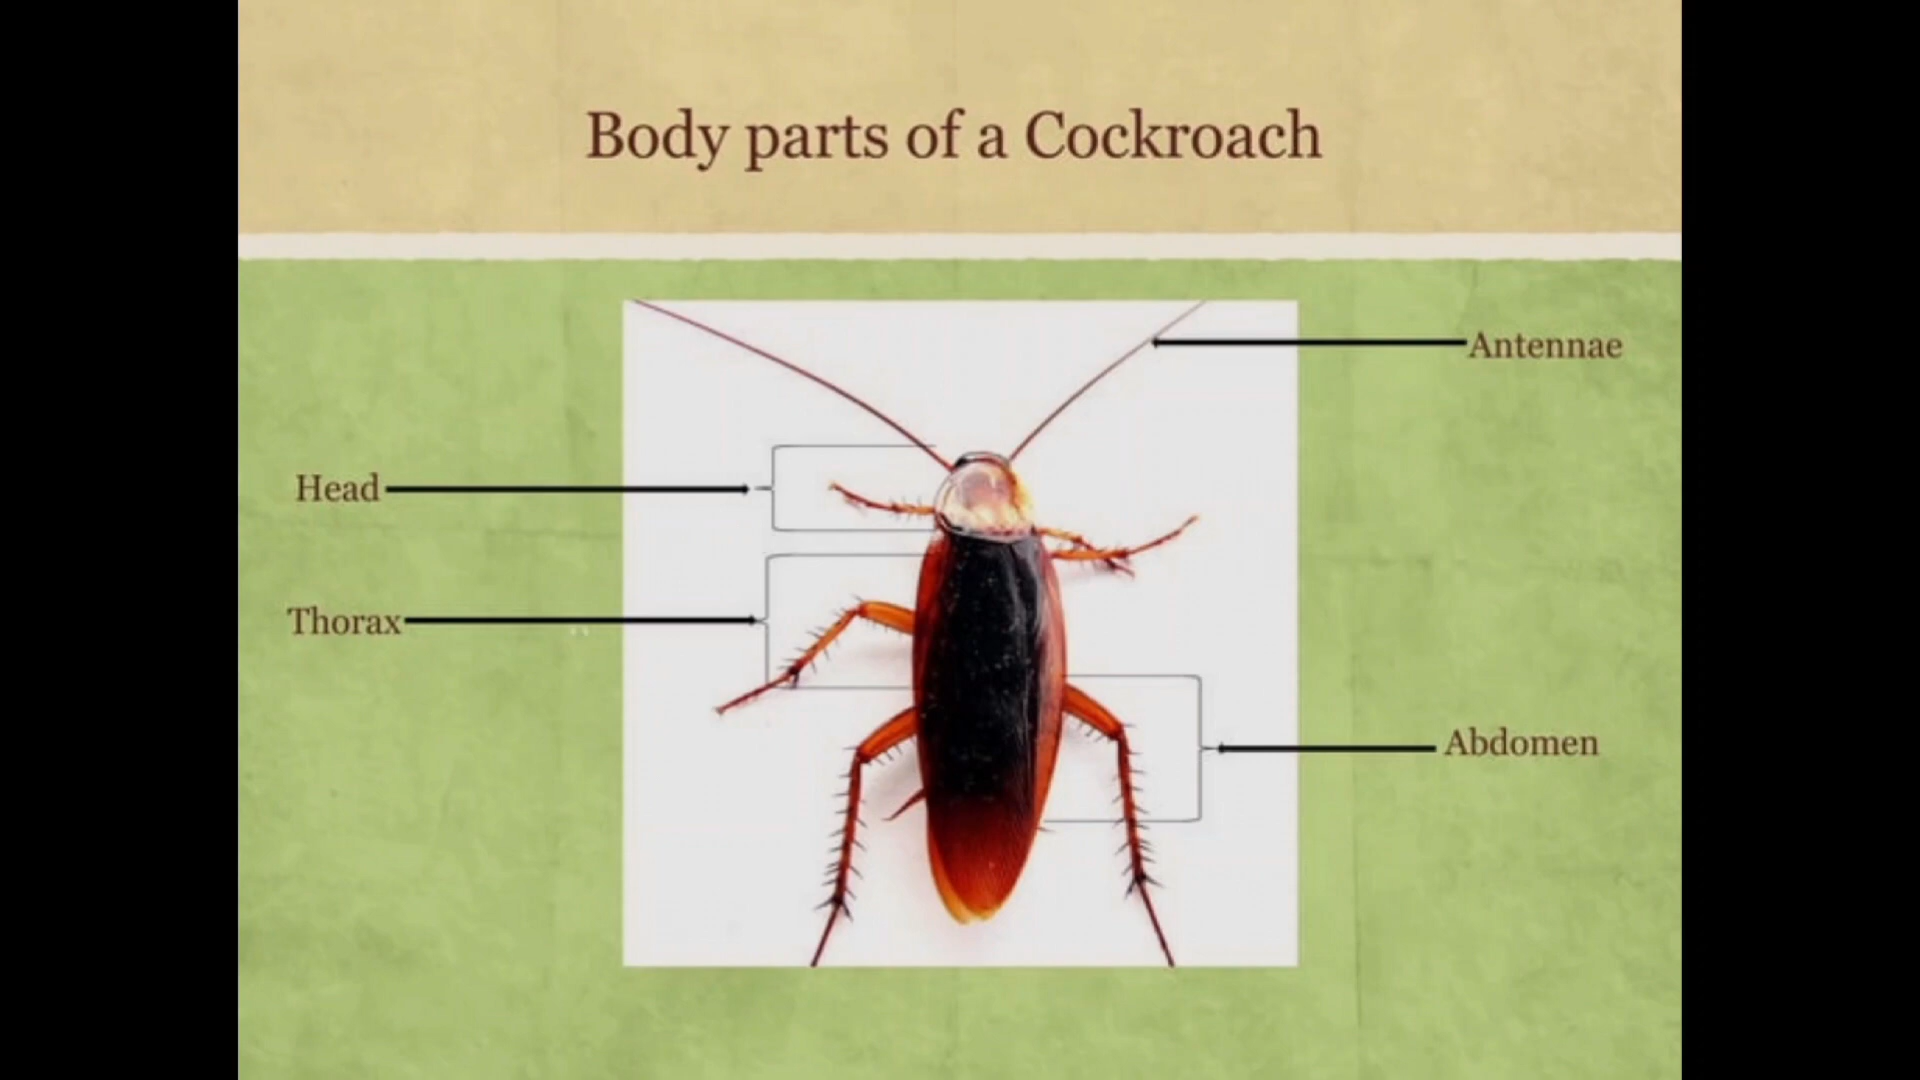 Body parts of a Cockroach
Antennae
Head
Thorax
Abdomen